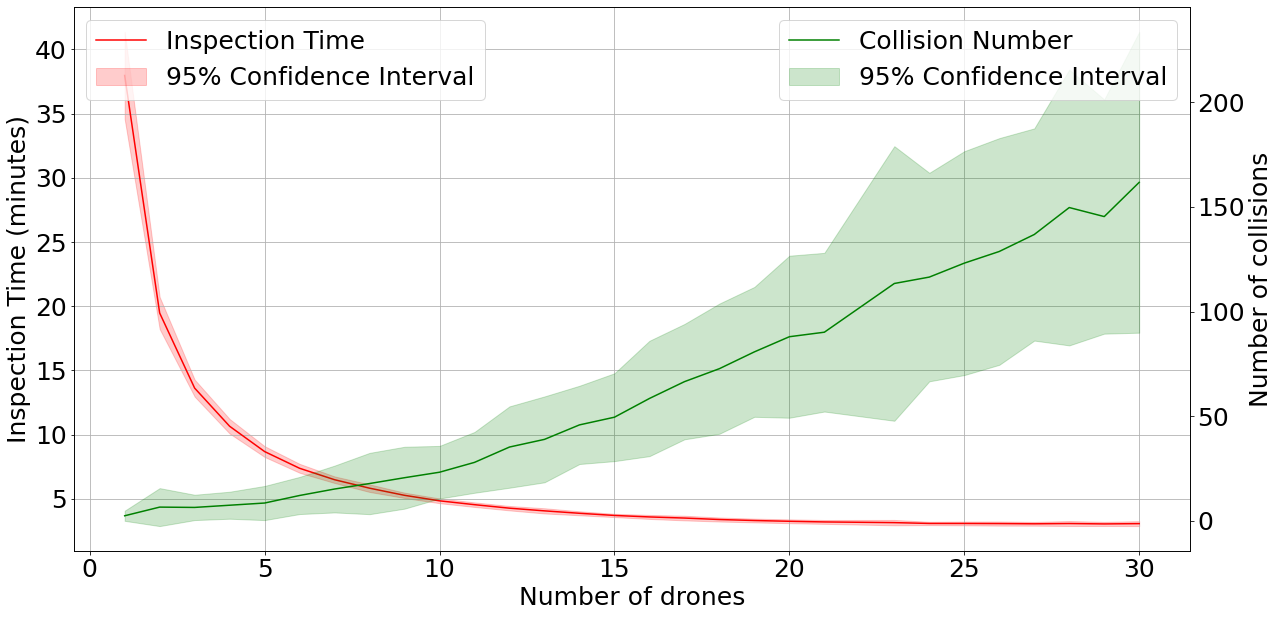 Inspection Time
95% Confidence Interval
Collision Number
95% Confidence Interval
Inspection Time (minutes)
40
35
30
25
20
15
10
5
Number of collisions
200
150
100
50
0
0 5 10 15 20 25 30
Number of drones